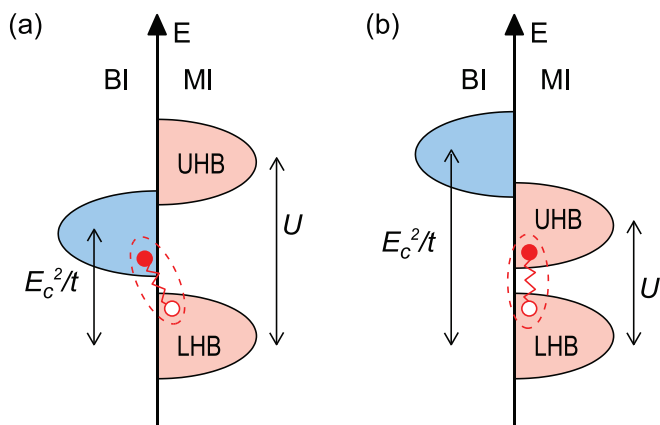 (a)
E
BI
MI
UHB
U
E_c^2/t
LHB
(b)
E
BI
MI
UHB
E_c^2/t
U
LHB